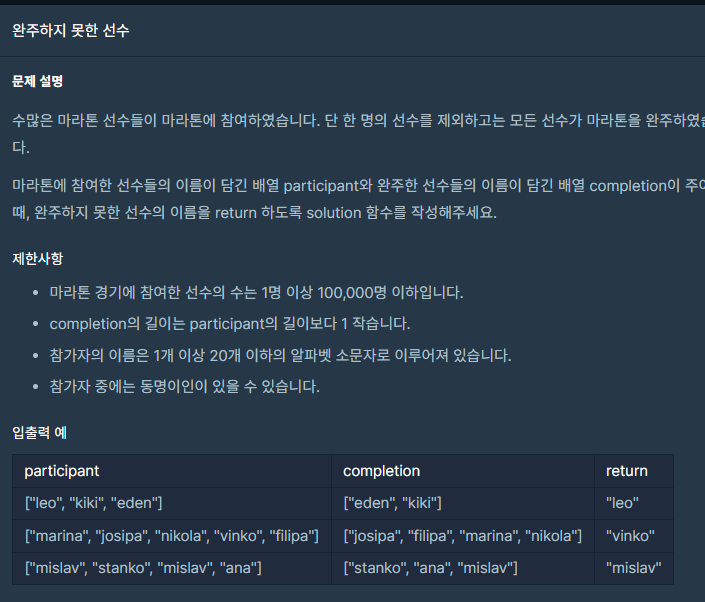 완주하지 못한 선수
문제 설명
수많은 마라톤 선수들이 마라톤에 참여하였습니다. 단 한 명의 선수를 제외하고는 모든 선수가 마라톤을 완주하였습
다.
마라톤에 참여한 선수들의 이름이 담긴 배열 participant와 완주한 선수들의 이름이 담긴 배열 completion이 주어
때, 완주하지 못한 선수의 이름을 return 하도록 solution 함수를 작성해주세요.
제한사항
• 마라톤 경기에 참여한 선수의 수는 1명 이상 100,000명 이하입니다.
• completion의 길이는 participant의 길이보다 1 작습니다.
• 참가자의 이름은 1개 이상 20개 이하의 알파벳 소문자로 이루어져 있습니다.
• 참가자 중에는 동명이인이 있을 수 있습니다.
입출력 예
participant completion return
["leo", "kiki", "eden"] ["eden", "kiki"] "leo"
["marina", "josipa", "nikola", "vinko", "filipa"] ["josipa", "filipa", "marina", "nikola"] "vinko"
["mislav", "stanko", "mislav", "ana"] ["stanko", "ana", "mislav"] "mislav"